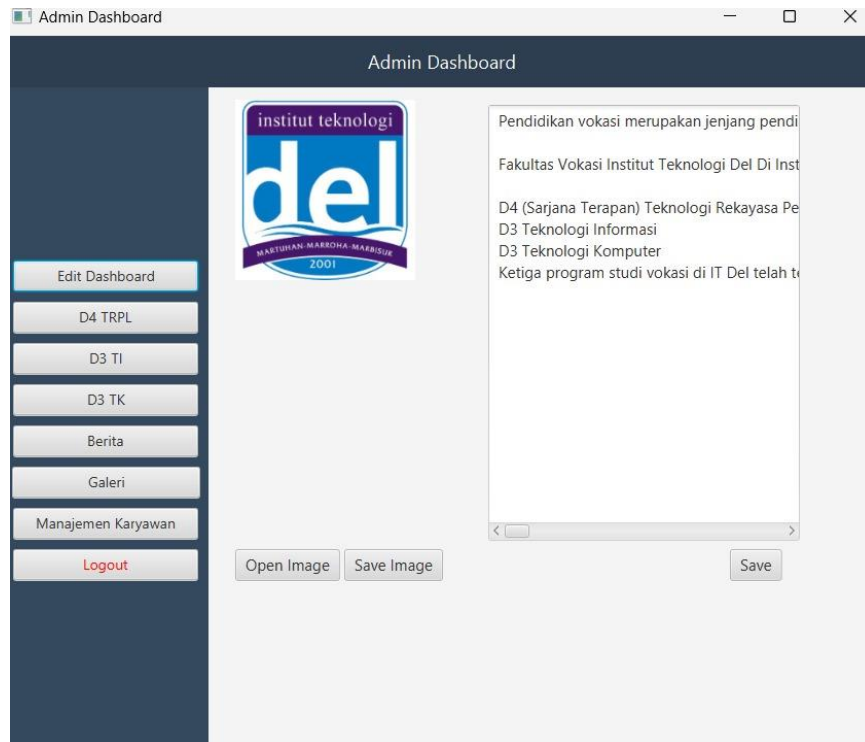 Admin Dashboard
Admin Dashboard
Edit Dashboard
D4 TRPL
D3 TI
D3 TK
Berita
Galeri
Manajemen Karyawan
Logout
institut teknologi
del
MARTUHAN-MARROHA-MARBISUK
2001
Open Image
Save Image
Pendidikan vokasi merupakan jenjang pendi
Fakultas Vokasi Institut Teknologi Del Di Inst
D4 (Sarjana Terapan) Teknologi Rekayasa Pe
D3 Teknologi Informasi
D3 Teknologi Komputer
Ketiga program studi vokasi di IT Del telah te
Save